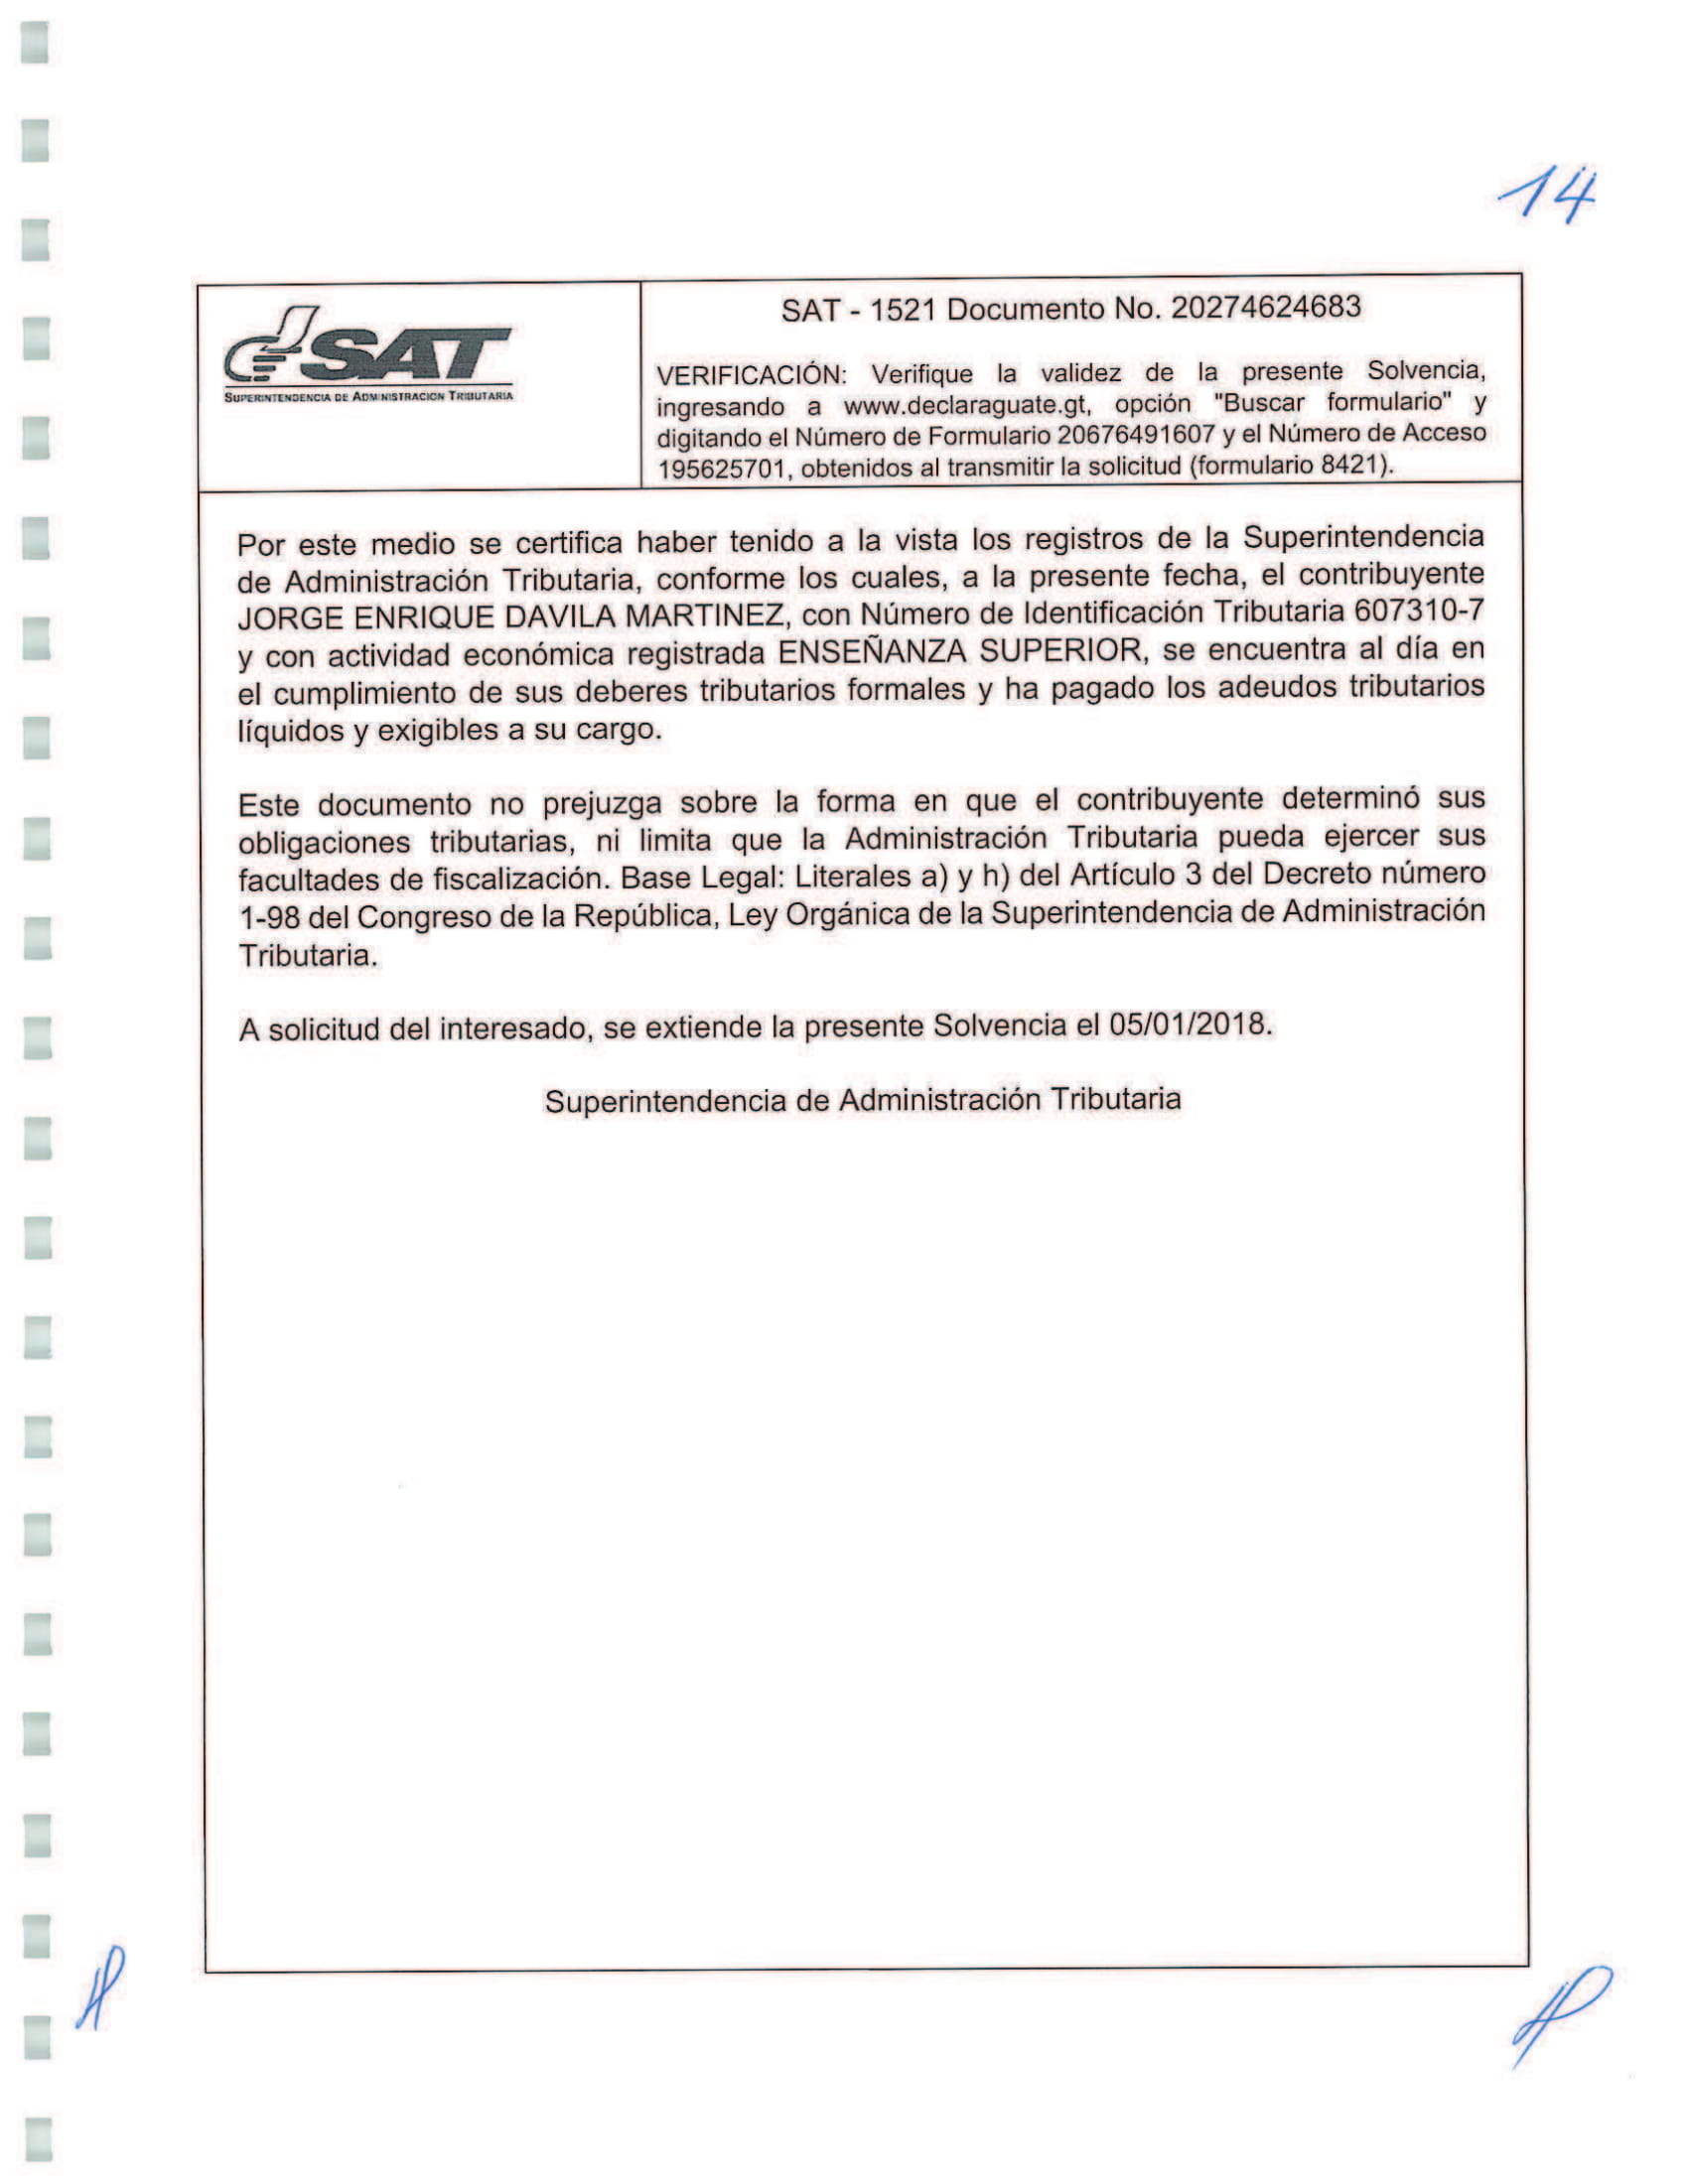 14
SAT
SUPERINTENDENCIA DE ADMINISTRACION TRIBUTARIA
SAT - 1521 Documento No. 20274624683
VERIFICACIÓN: Verifique la validez de la presente Solvencia,
ingresando a www.declaraguate.gt, opción "Buscar formulario" y
digitando el Número de Formulario 20676491607 y el Número de Acceso
195625701, obtenidos al transmitir la solicitud (formulario 8421).
Por este medio se certifica haber tenido a la vista los registros de la Superintendencia
de Administración Tributaria, conforme los cuales, a la presente fecha, el contribuyente
JORGE ENRIQUE DAVILA MARTINEZ, con Número de Identificación Tributaria 607310-7
y con actividad económica registrada ENSEÑANZA SUPERIOR, se encuentra al día en
el cumplimiento de sus deberes tributarios formales y ha pagado los adeudos tributarios
líquidos y exigibles a su cargo.
Este documento no prejuzga sobre la forma en que el contribuyente determinó sus
obligaciones tributarias, ni limita que la Administración Tributaria pueda ejercer sus
facultades de fiscalización. Base Legal: Literales a) y h) del Artículo 3 del Decreto número
1-98 del Congreso de la República, Ley Orgánica de la Superintendencia de Administración
Tributaria.
A solicitud del interesado, se extiende la presente Solvencia el 05/01/2018.
Superintendencia de Administración Tributaria